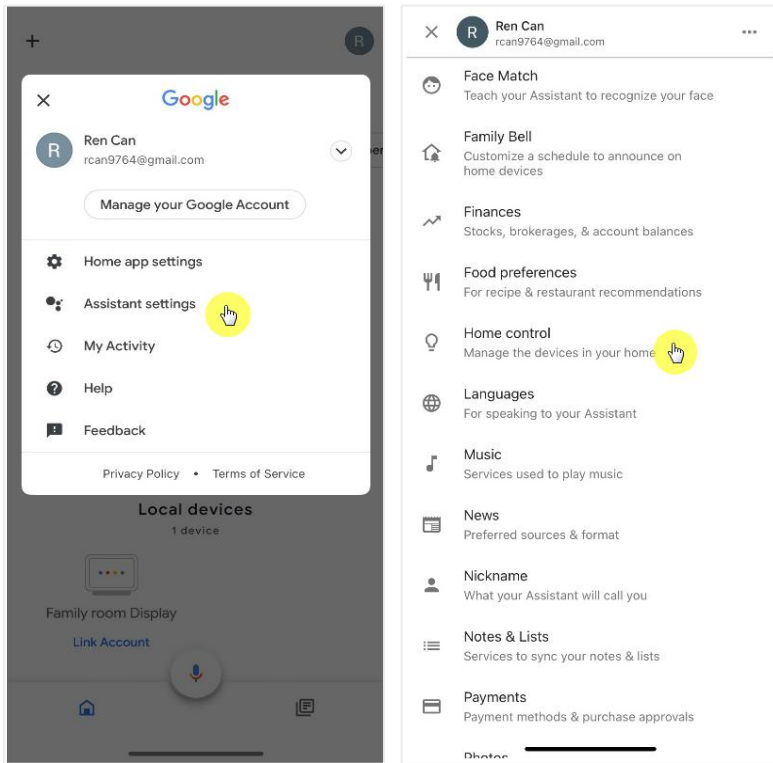 R
Google
R
Ren Can
rcan9764@gmail.com
Manage your Google Account
Home app settings
Assistant settings
My Activity
Help
Feedback
Privacy Policy • Terms of Service
Local devices
1 device
Family room Display
Link Account
R
Ren Can
rcan9764@gmail.com
Face Match
Teach your Assistant to recognize your face
Family Bell
Customize a schedule to announce on
home devices
Finances
Stocks, brokerages, & account balances
Food preferences
For recipe & restaurant recommendations
Home control
Manage the devices in your home
Languages
For speaking to your Assistant
Music
Services used to play music
News
Preferred sources & format
Nickname
What your Assistant will call you
Notes & Lists
Services to sync your notes & lists
Payments
Payment methods & purchase approvals
Photos